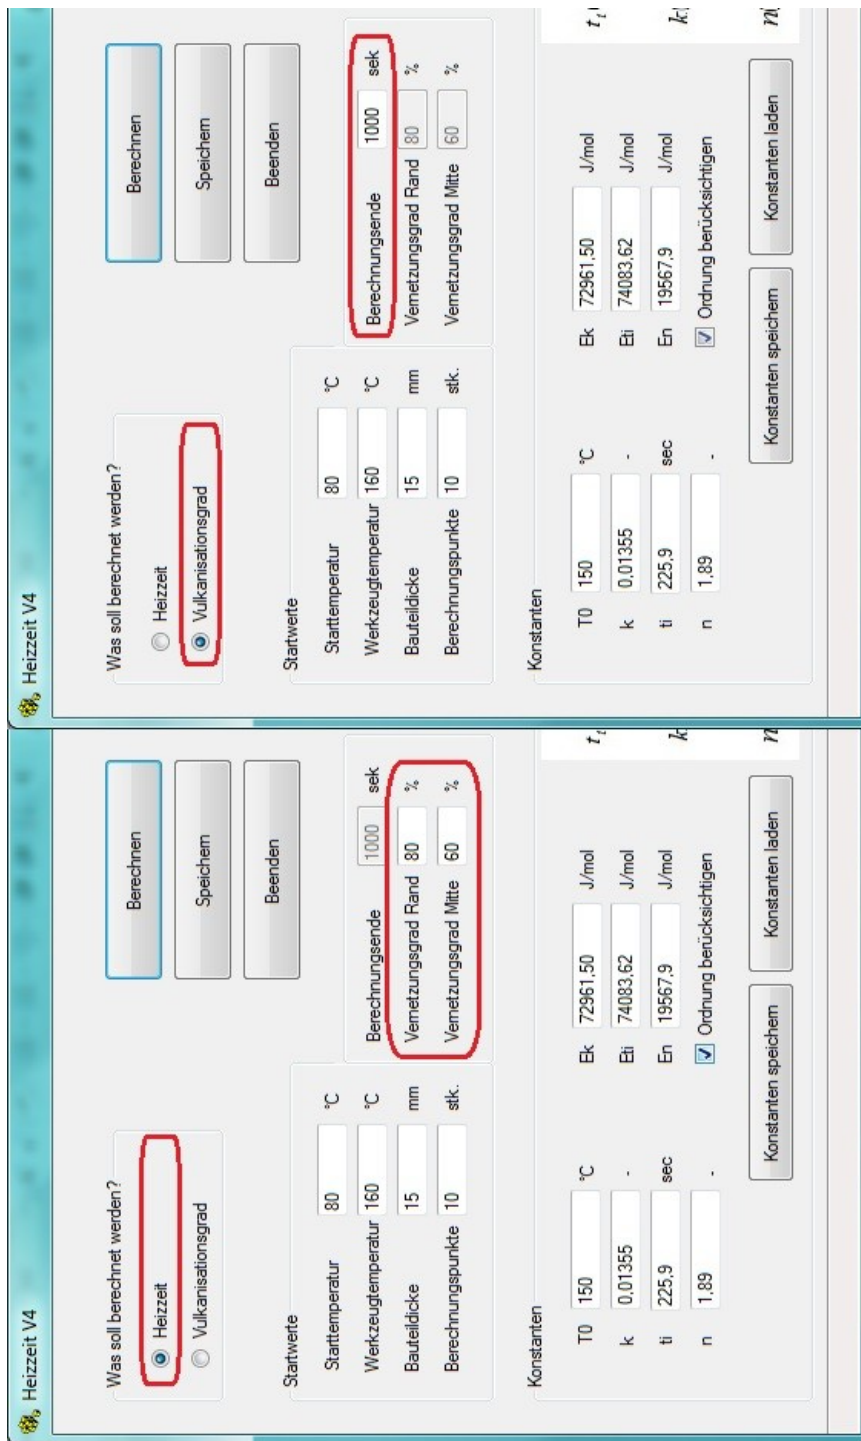 Heizzeit V4
Was soll berechnet werden?
Heizzeit
Vulkanisationsgrad
Berechnen
Speichern
Beenden
Startwerte
Starttemperatur 80 °C
Werkzeugtemperatur 160 °C
Bauteildicke 15 mm
Berechnungspunkte 10 stk.
Berechnungsende 1000 sek
Vernetzungsgrad Rand 80 %
Vernetzungsgrad Mitte 60 %
Konstanten
T0 150 °C
k 0,01355 -
ti 225,9 sec
n 1,89 -
Ek 72961,50 J/mol
Eti 74083,62 J/mol
En 19567,9 J/mol
Ordnung berücksichtigen
Konstanten speichern
Konstanten laden
Heizzeit V4
Was soll berechnet werden?
Heizzeit
Vulkanisationsgrad
Berechnen
Speichern
Beenden
Startwerte
Starttemperatur 80 °C
Werkzeugtemperatur 160 °C
Bauteildicke 15 mm
Berechnungspunkte 10 stk.
Berechnungsende 1000 sek
Vernetzungsgrad Rand 80 %
Vernetzungsgrad Mitte 60 %
Konstanten
T0 150 °C
k 0,01355 -
ti 225,9 sec
n 1,89 -
Ek 72961,50 J/mol
Eti 74083,62 J/mol
En 19567,9 J/mol
Ordnung berücksichtigen
Konstanten speichern
Konstanten laden